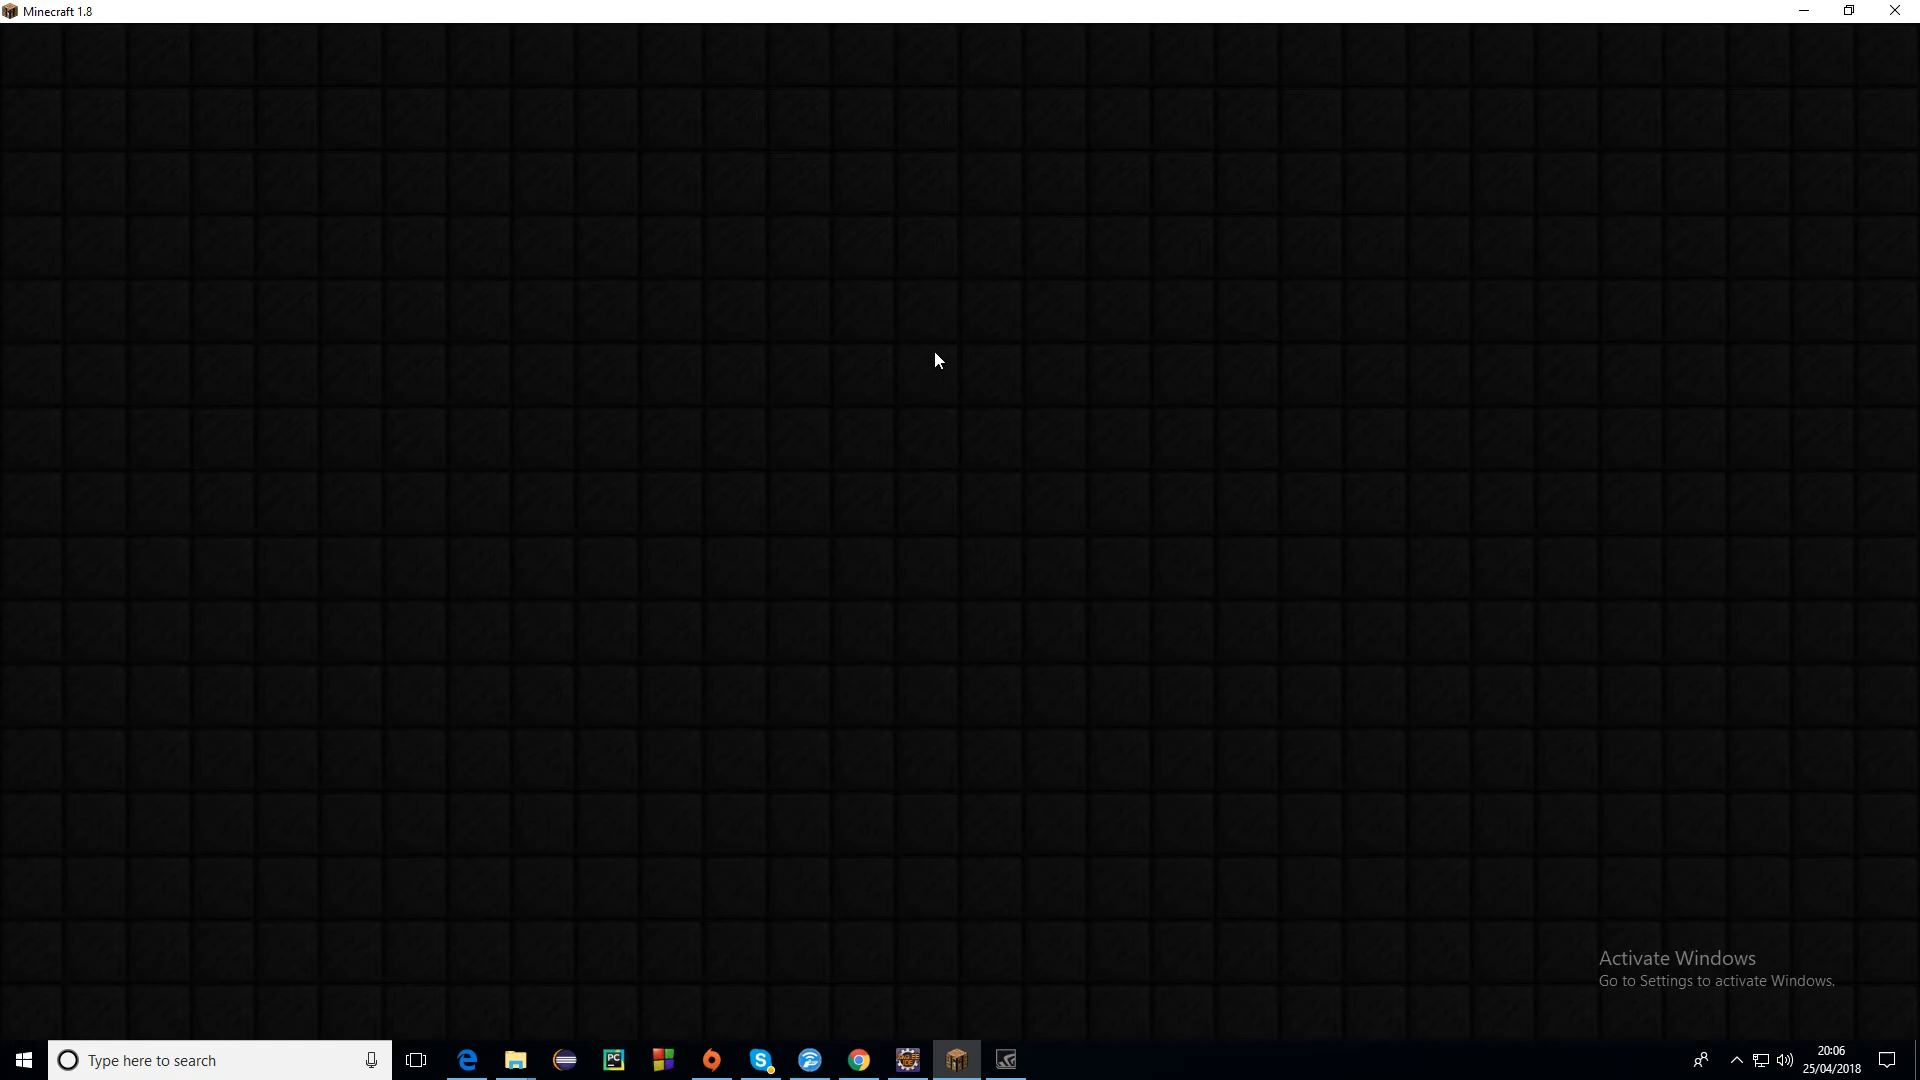 Minecraft 1.8
Activate Windows
Go to Settings to activate Windows.
Type here to search
PC
20:06
25/04/2018